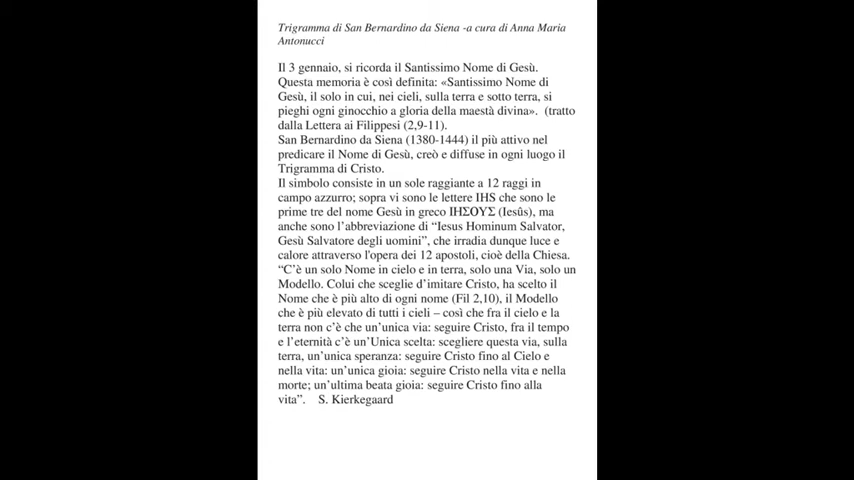 Trigramma di San Bernardino da Siena -a cura di Anna Maria
Antonucci
Il 3 gennaio, si ricorda il Santissimo Nome di Gesù.
Questa memoria è così definita: «Santissimo Nome di
Gesù, il solo in cui, nei cieli, sulla terra e sotto terra, si
pieghi ogni ginocchio a gloria della maestà divina». (tratto
dalla Lettera ai Filippesi (2,9-11).
San Bernardino da Siena (1380-1444) il più attivo nel
predicare il Nome di Gesù, creò e diffuse in ogni luogo il
Trigramma di Cristo.
Il simbolo consiste in un sole raggiante a 12 raggi in
campo azzurro; sopra vi sono le lettere IHS che sono le
prime tre del nome Gesù in greco ΙΗΣΟΥΣ (Iesûs), ma
anche sono l’abbreviazione di “Iesus Hominum Salvator,
Gesù Salvatore degli uomini”, che irradia dunque luce e
calore attraverso l'opera dei 12 apostoli, cioè della Chiesa.
“C’è un solo Nome in cielo e in terra, solo una Via, solo un
Modello. Colui che sceglie d’imitare Cristo, ha scelto il
Nome che è più alto di ogni nome (Fil 2,10), il Modello
che è più elevato di tutti i cieli – così che fra il cielo e la
terra non c’è che un’unica via: seguire Cristo, fra il tempo
e l’eternità c’è un’Unica scelta: scegliere questa via, sulla
terra, un’unica speranza: seguire Cristo fino al Cielo e
nella vita: un’unica gioia: seguire Cristo nella vita e nella
morte; un’ultima beata gioia: seguire Cristo fino alla
vita”. S. Kierkegaard